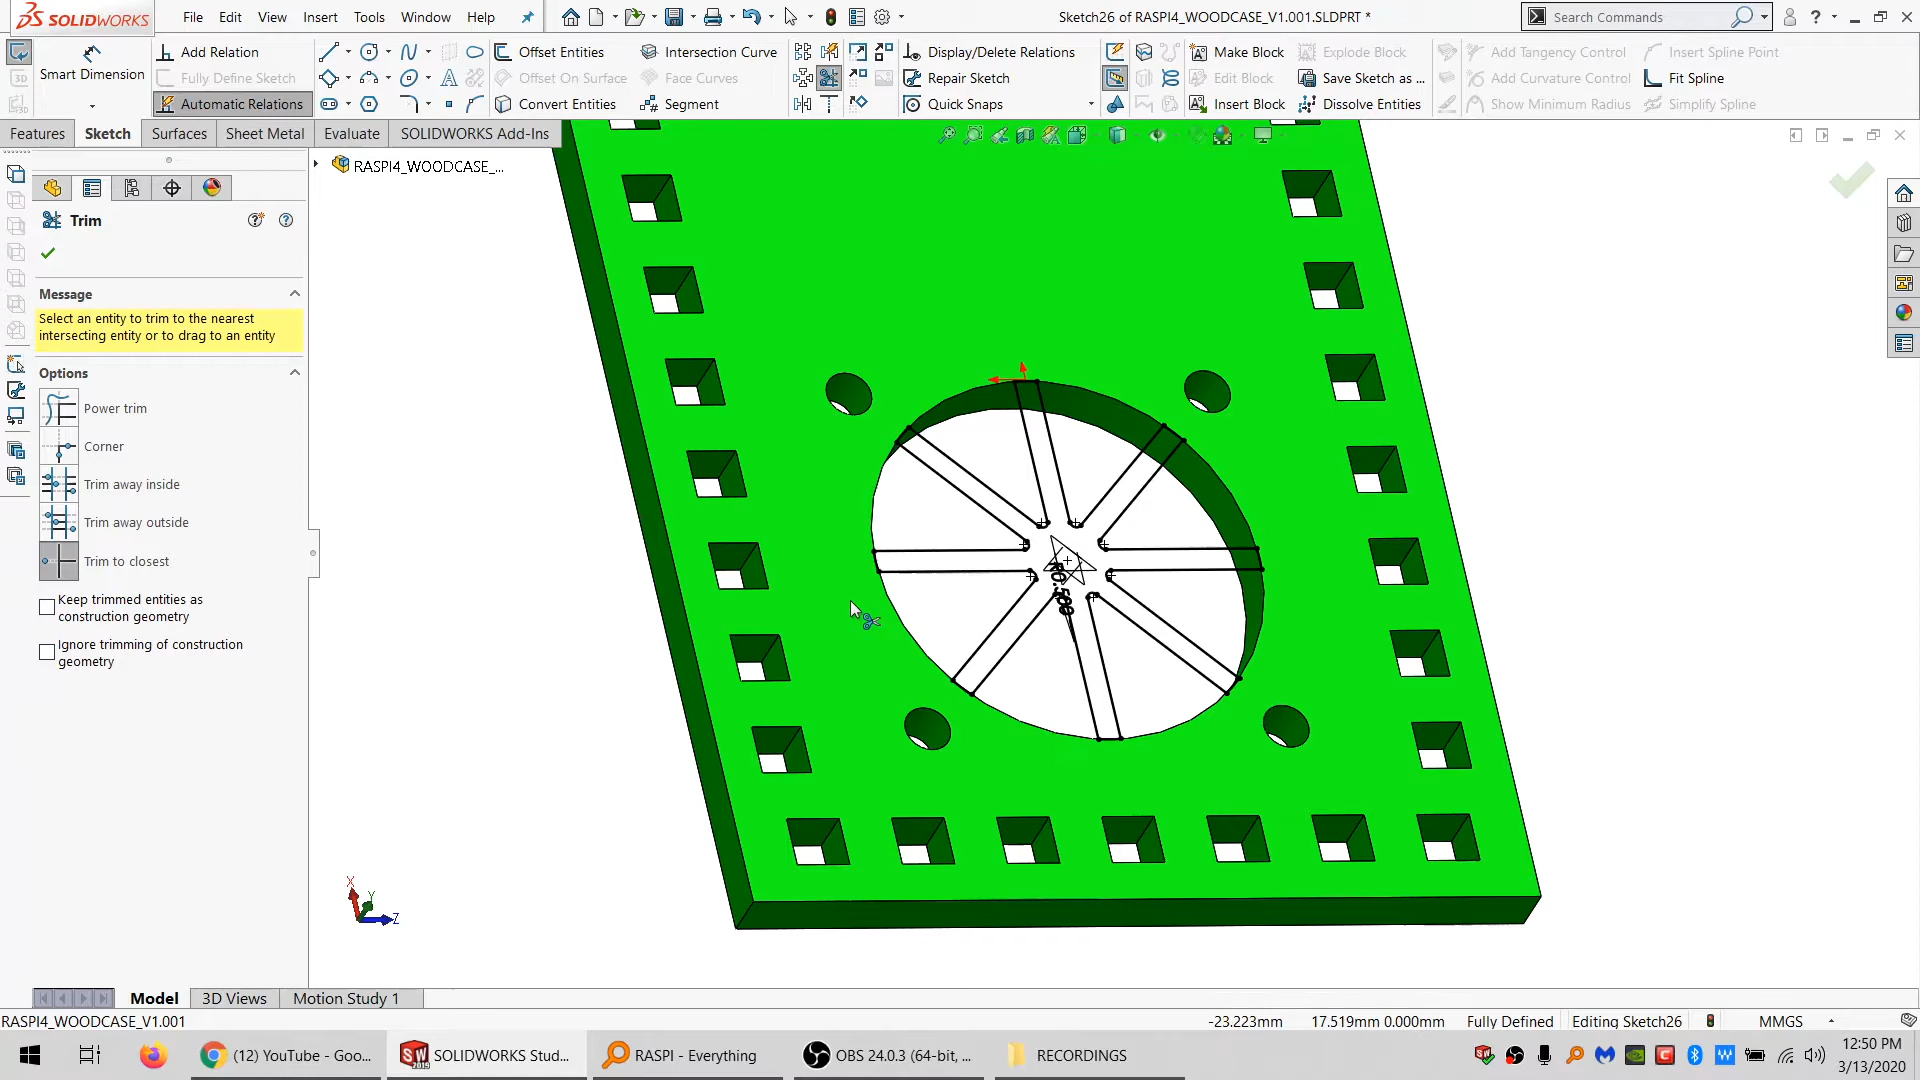 SOLIDWORKS
File Edit View Insert Tools Window Help
Sketch26 of RASPI4_WOODCASE_V1.001.SLDPRT *
Search Commands
Smart Dimension
Add Relation
Fully Define Sketch
Automatic Relations
Offset Entities
Offset On Surface
Convert Entities
Intersection Curve
Face Curves
Segment
Display/Delete Relations
Repair Sketch
Quick Snaps
Make Block
Edit Block
Insert Block
Explode Block
Save Sketch as ...
Dissolve Entities
Add Tangency Control
Add Curvature Control
Show Minimum Radius
Insert Spline Point
Fit Spline
Simplify Spline
Features Sketch Surfaces Sheet Metal Evaluate SOLIDWORKS Add-Ins
RASPI4_WOODCASE_...
Trim
Message
Select an entity to trim to the nearest
intersecting entity or to drag to an entity
Options
Power trim
Corner
Trim away inside
Trim away outside
Trim to closest
Keep trimmed entities as
construction geometry
Ignore trimming of construction
geometry
R0.500
X
Y
Z
Model 3D Views Motion Study 1
RASPI4_WOODCASE_V1.001
-23.223mm 17.519mm 0.000mm Fully Defined Editing Sketch26 MMGS
(12) YouTube - Goo...
SOLIDWORKS Stud...
RASPI - Everything
OBS 24.0.3 (64-bit, ...
RECORDINGS
12:50 PM
3/13/2020